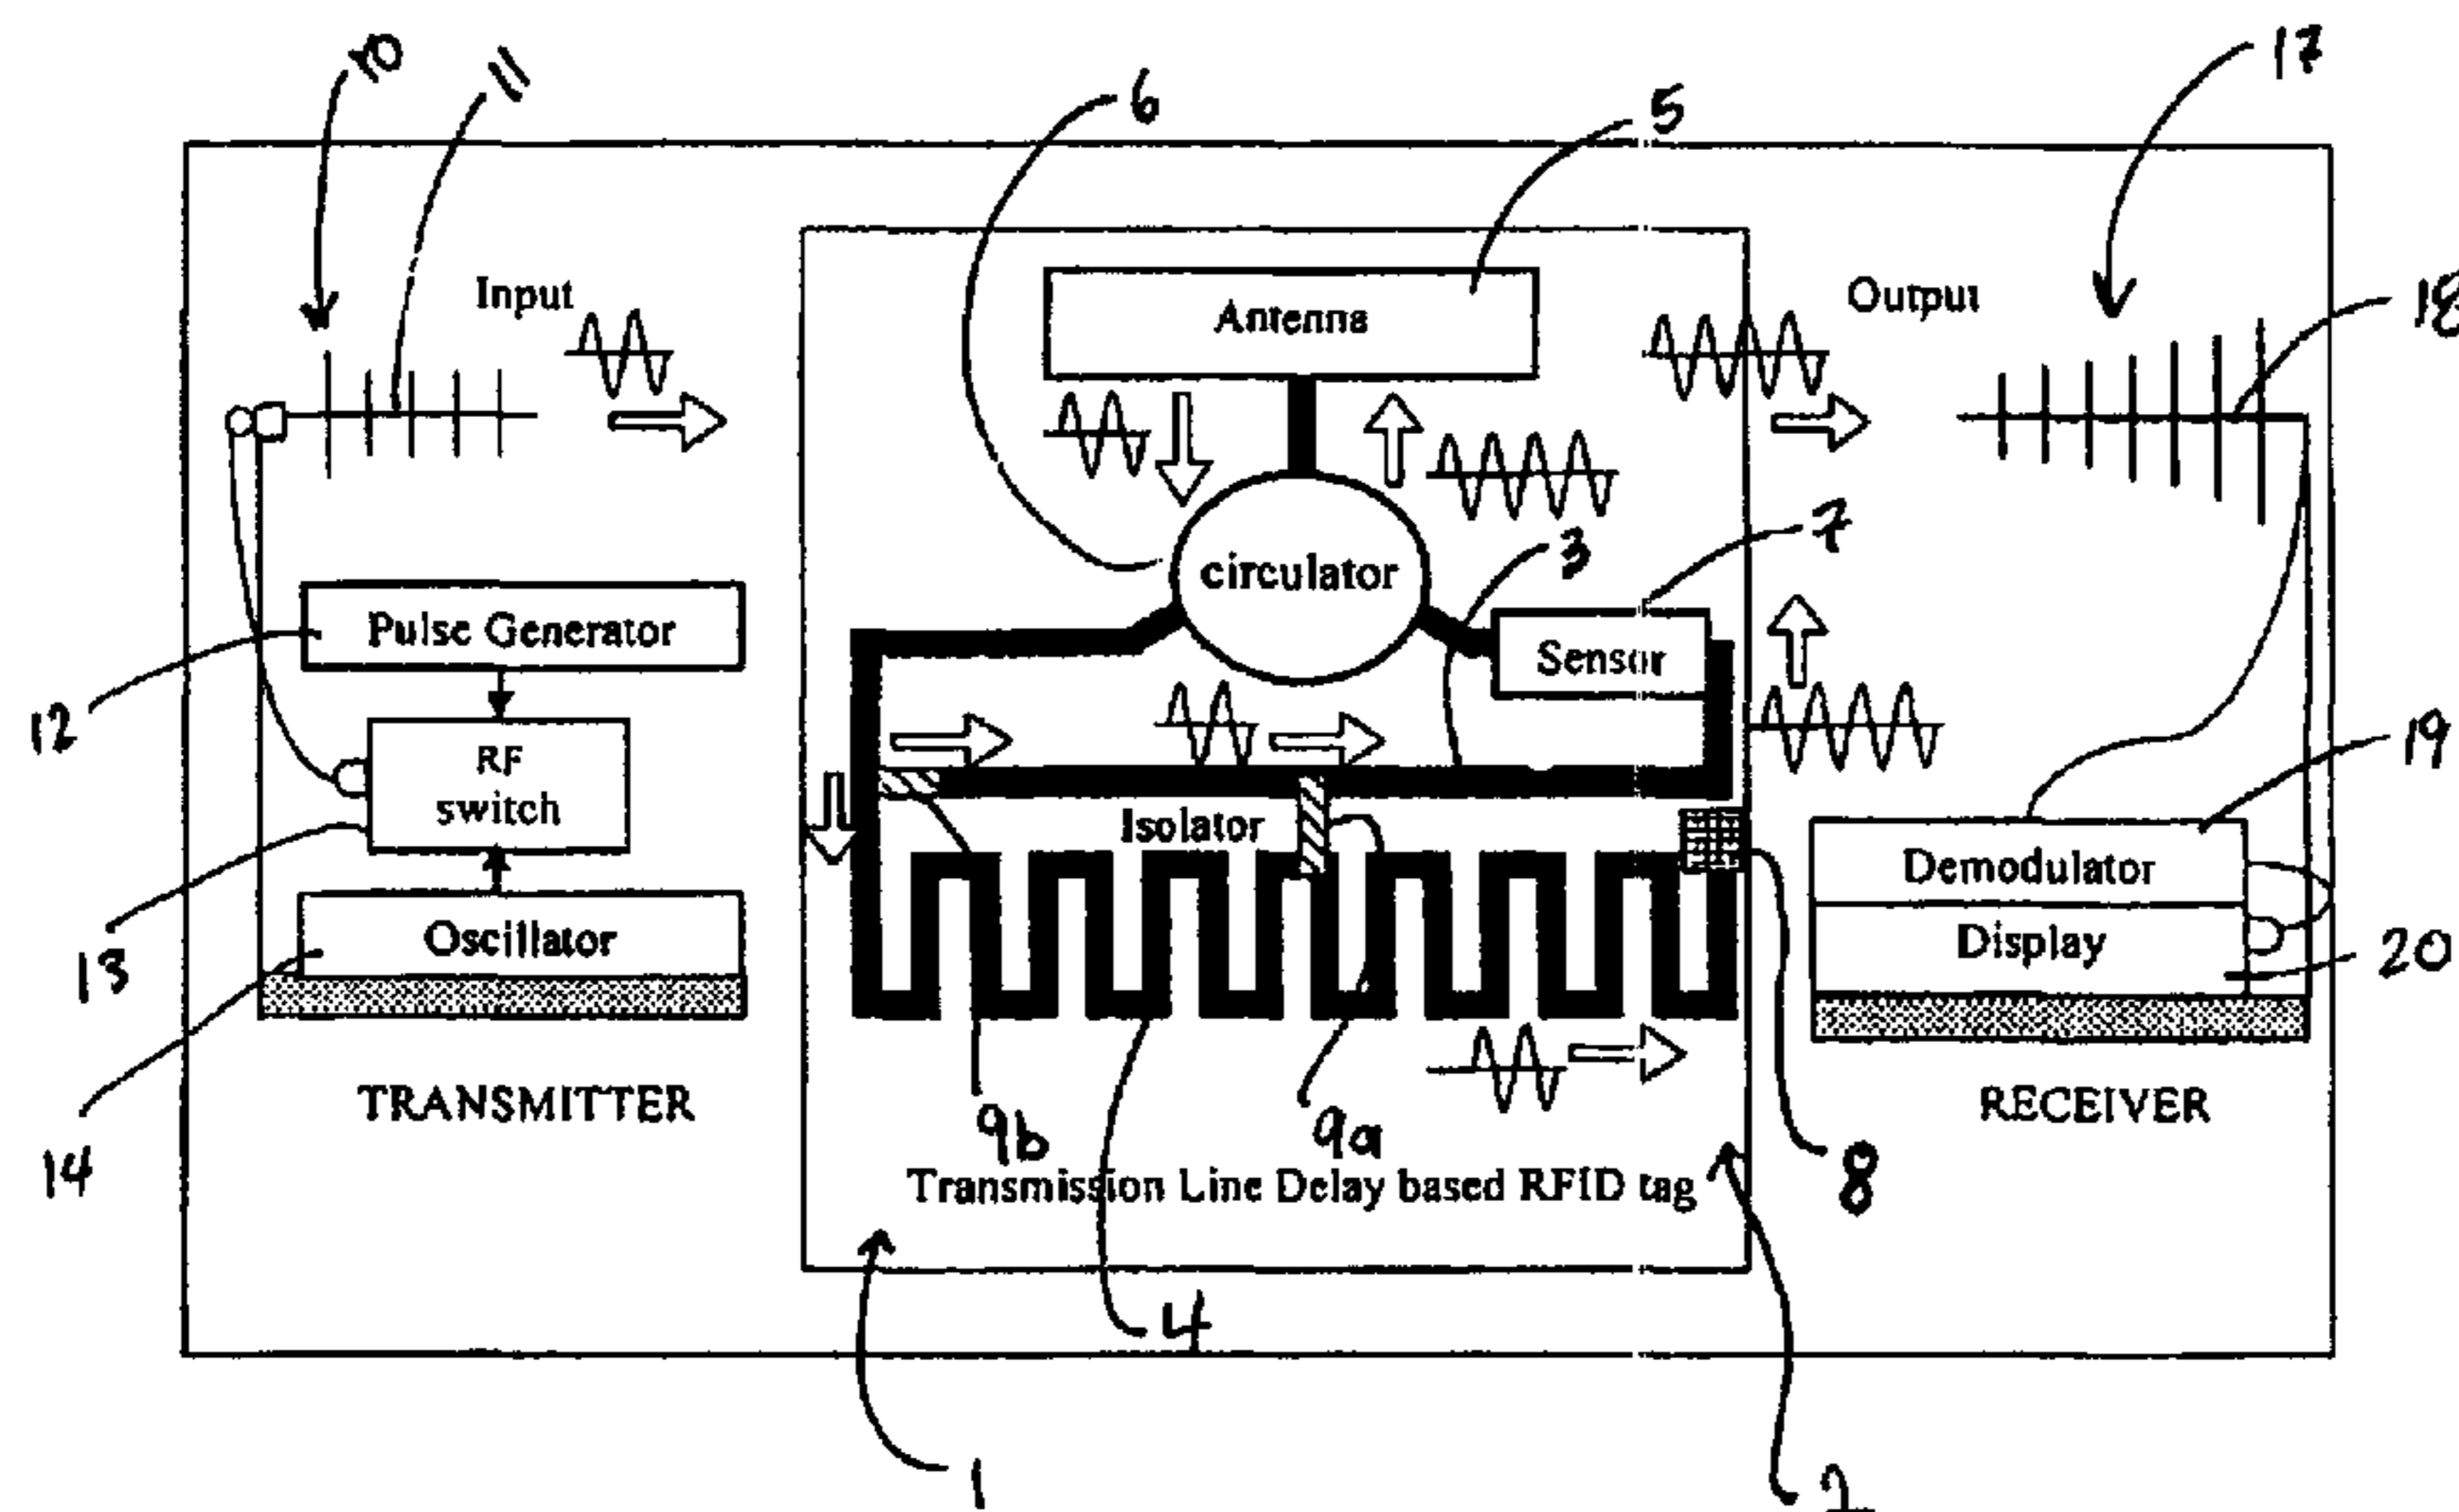 10
11
6
5
17
Input
Antenna
Output
18
circulator
3
7
Pulse Generator
Sensor
12
RF
switch
19
Isolator
Demodulator
Oscillator
Display
13
20
TRANSMITTER
9b
9a
RECEIVER
14
Transmission Line Delay based RFID tag
8
4
1
2